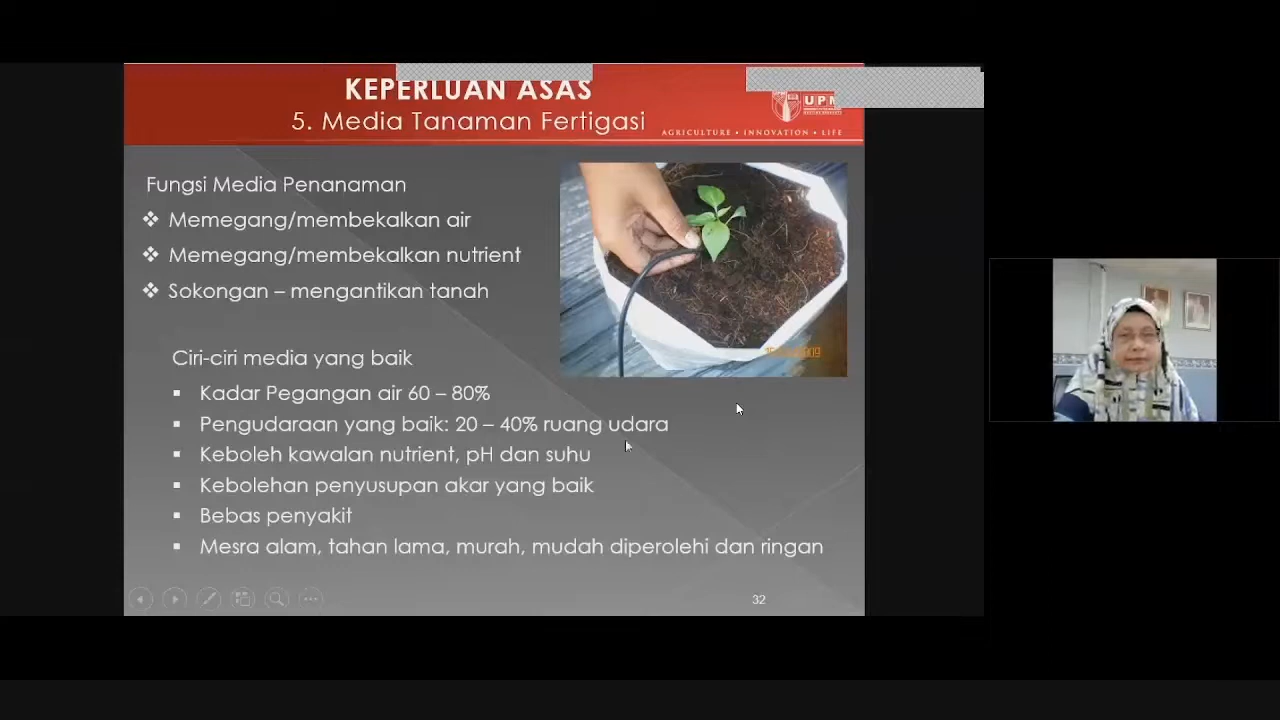 KEPERLUAN ASAS
5. Media Tanaman Fertigasi
UPM
AGRICULTURE • INNOVATION • LIFE
Fungsi Media Penanaman
❖ Memegang/membekalkan air
❖ Memegang/membekalkan nutrient
❖ Sokongan – mengantikan tanah
Ciri-ciri media yang baik
▪ Kadar Pegangan air 60 – 80%
▪ Pengudaraan yang baik: 20 – 40% ruang udara
▪ Keboleh kawalan nutrient, pH dan suhu
▪ Kebolehan penyusupan akar yang baik
▪ Bebas penyakit
▪ Mesra alam, tahan lama, murah, mudah diperolehi dan ringan
32